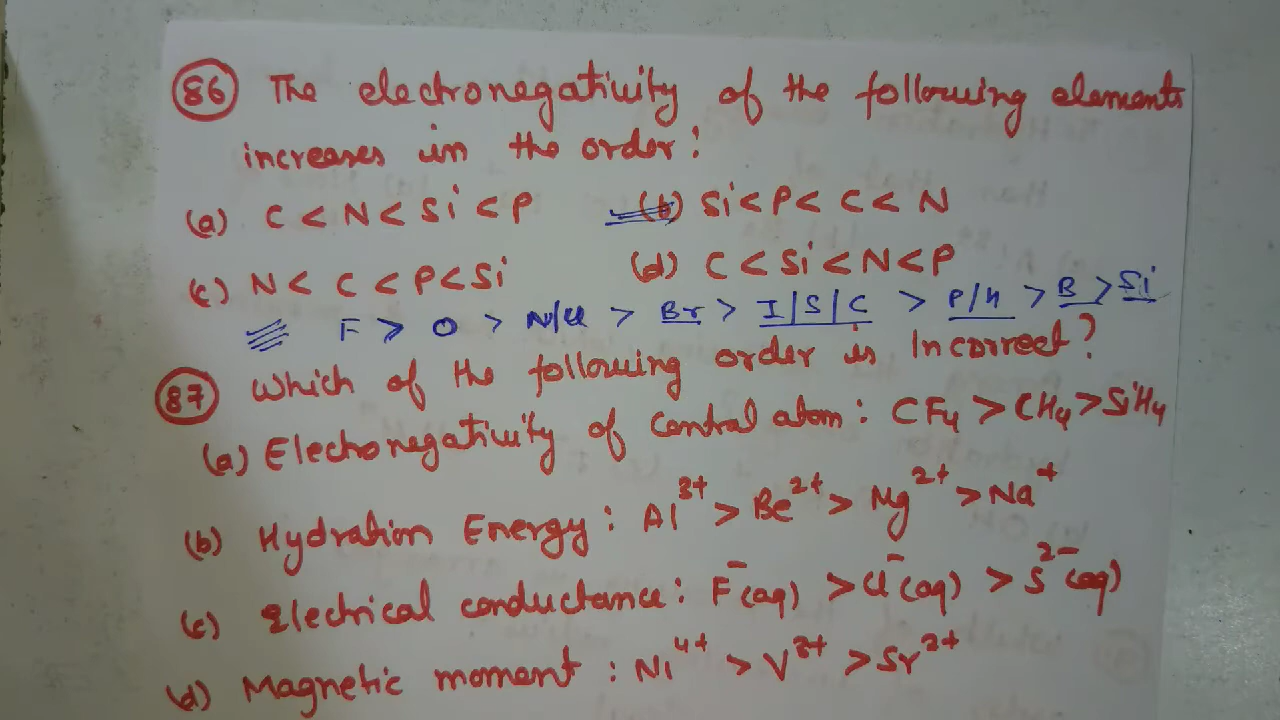 86 The electronegativity of the following elements
increases in the order:
(a) C < N < Si < P (b) Si < P < C < N
(c) N < C < P < Si (d) C < Si < N < P
F > O > N/Cl > Br > I/S/C > P/H > B > Si
87 Which of the following order is Incorrect?
(a) Electronegativity of Central atom: CF₄ > CH₄ > SiH₄
(b) Hydration Energy: Al³⁺ > Be²⁺ > Mg²⁺ > Na⁺
(c) Electrical conductance: F⁻(aq) > Cl⁻(aq) > S²⁻(aq)
(d) Magnetic moment: Ni⁴⁺ > V³⁺ > Sr²⁺